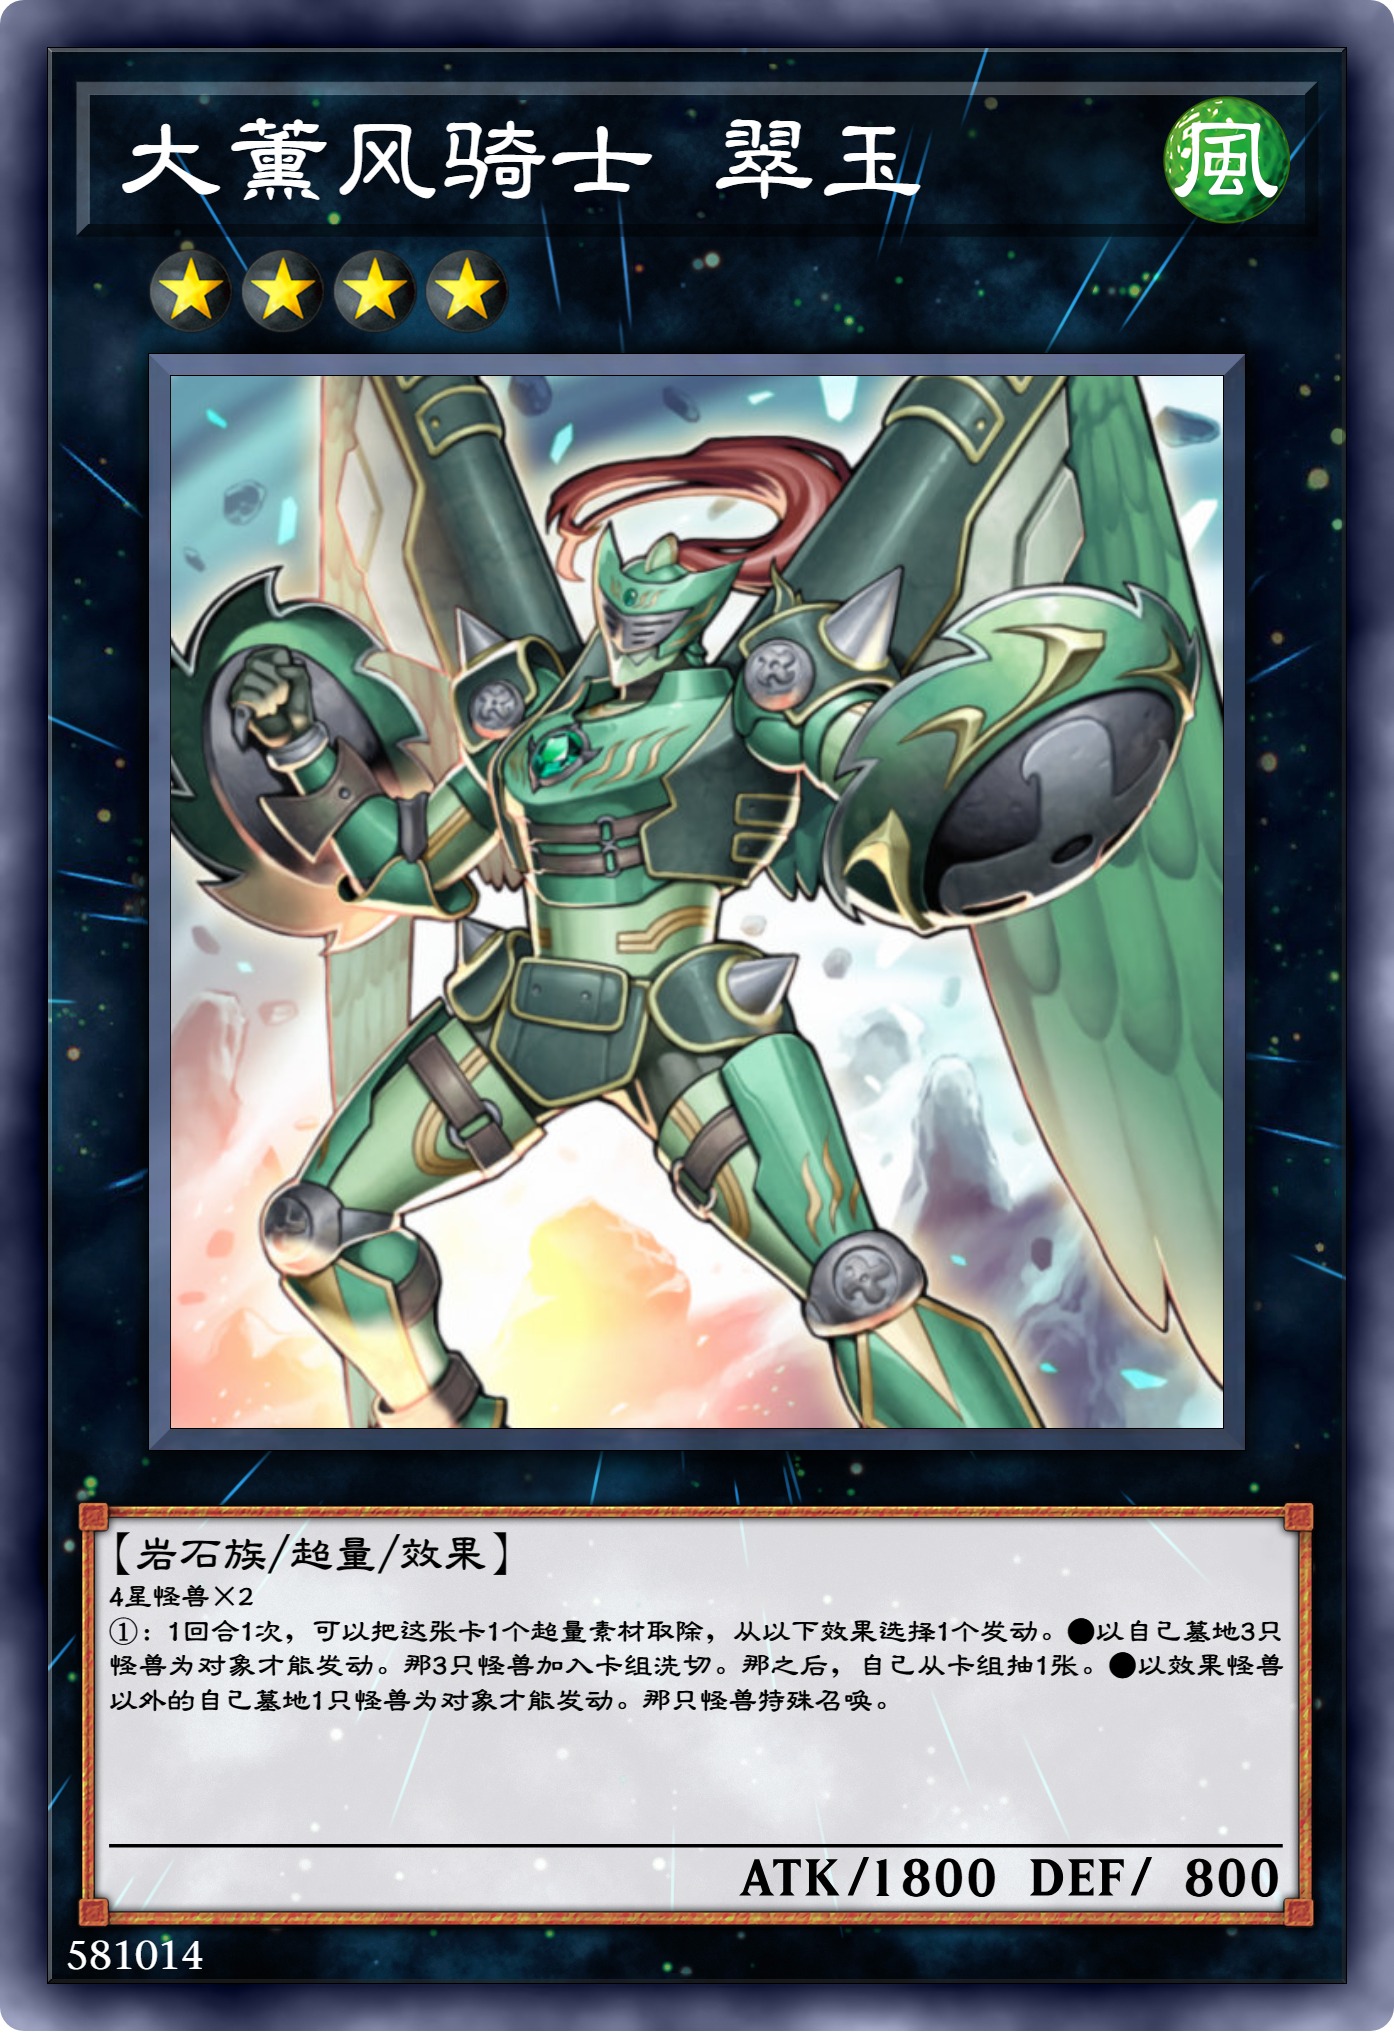 大薰风骑士 翠玉
風
【岩石族/超量/效果】
4星怪兽×2
①：1回合1次，可以把这张卡1个超量素材取除，从以下效果选择1个发动。●以自己墓地3只
怪兽为对象才能发动。那3只怪兽加入卡组洗切。那之后，自己从卡组抽1张。●以效果怪兽
以外的自己墓地1只怪兽为对象才能发动。那只怪兽特殊召唤。
ATK/1800 DEF/ 800
581014